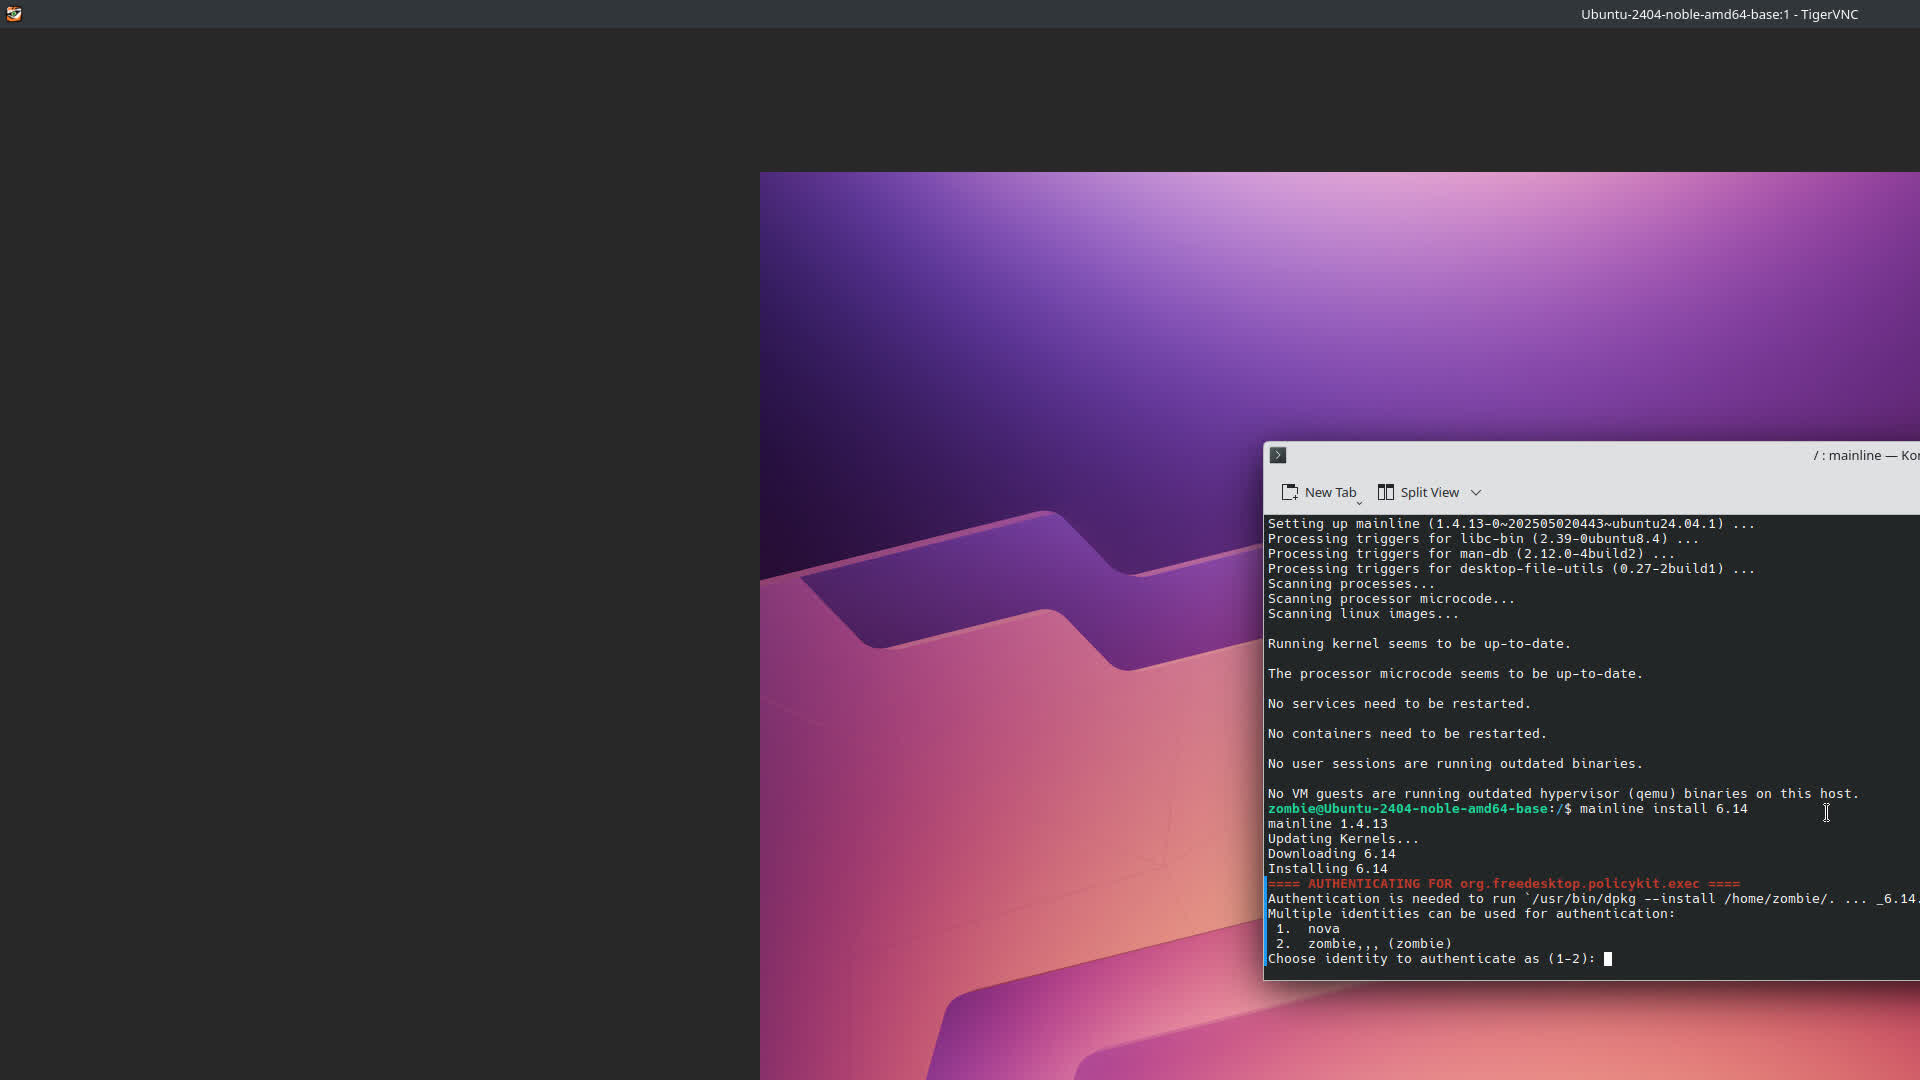 Ubuntu-2404-noble-amd64-base:1 - TigerVNC
/ : mainline — Kon
New Tab Split View
Setting up mainline (1.4.13-0~202505020443~ubuntu24.04.1) ...
Processing triggers for libc-bin (2.39-0ubuntu8.4) ...
Processing triggers for man-db (2.12.0-4build2) ...
Processing triggers for desktop-file-utils (0.27-2build1) ...
Scanning processes...
Scanning processor microcode...
Scanning linux images...
Running kernel seems to be up-to-date.
The processor microcode seems to be up-to-date.
No services need to be restarted.
No containers need to be restarted.
No user sessions are running outdated binaries.
No VM guests are running outdated hypervisor (qemu) binaries on this host.
zombie@Ubuntu-2404-noble-amd64-base:/$ mainline install 6.14
mainline 1.4.13
Updating Kernels...
Downloading 6.14
Installing 6.14
==== AUTHENTICATING FOR org.freedesktop.policykit.exec ====
Authentication is needed to run `/usr/bin/dpkg --install /home/zombie/. ... _6.14.
Multiple identities can be used for authentication:
1. nova
2. zombie,,, (zombie)
Choose identity to authenticate as (1-2):